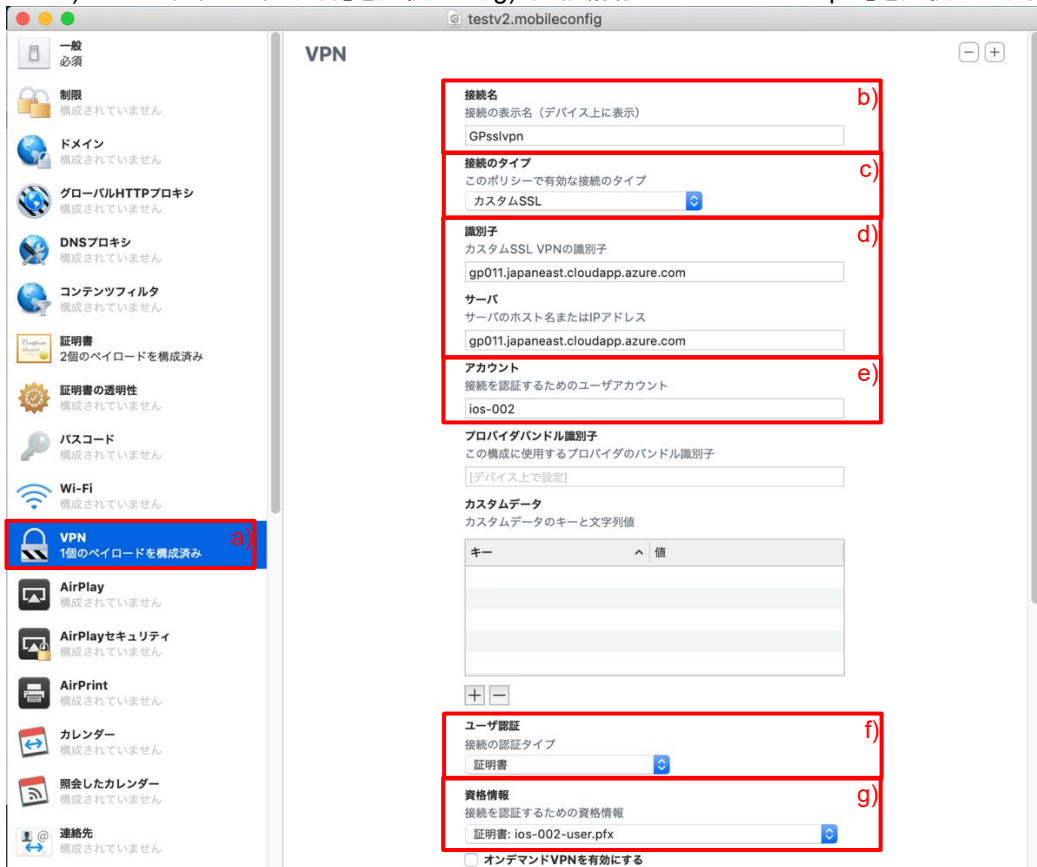 testv2.mobileconfig
一般
必須
制限
構成されていません
ドメイン
構成されていません
グローバルHTTPプロキシ
構成されていません
DNSプロキシ
構成されていません
コンテンツフィルタ
構成されていません
証明書
2個のペイロードを構成済み
証明書の透明性
構成されていません
パスコード
構成されていません
Wi-Fi
構成されていません
VPN
1個のペイロードを構成済み
a)
AirPlay
構成されていません
AirPlayセキュリティ
構成されていません
AirPrint
構成されていません
カレンダー
構成されていません
照会したカレンダー
構成されていません
連絡先
構成されていません
VPN
接続名
b)
接続の表示名（デバイス上に表示）
GPsslvpn
接続のタイプ
c)
このポリシーで有効な接続のタイプ
カスタムSSL
識別子
d)
カスタムSSL VPNの識別子
gp011.japaneast.cloudapp.azure.com
サーバ
サーバのホスト名またはIPアドレス
gp011.japaneast.cloudapp.azure.com
アカウント
e)
接続を認証するためのユーザアカウント
ios-002
プロバイダバンドル識別子
この構成に使用するプロバイダのバンドル識別子
[デバイス上で設定]
カスタムデータ
カスタムデータのキーと文字列値
キー 値
ユーザ認証
f)
接続の認証タイプ
証明書
資格情報
g)
接続を認証するための資格情報
証明書: ios-002-user.pfx
オンデマンドVPNを有効にする